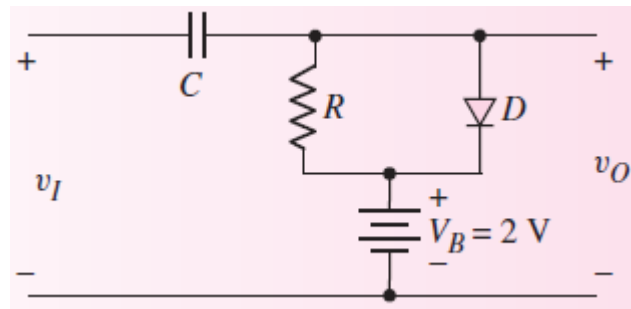 + C R D +
v_I v_O
+
V_B = 2 V
− − −